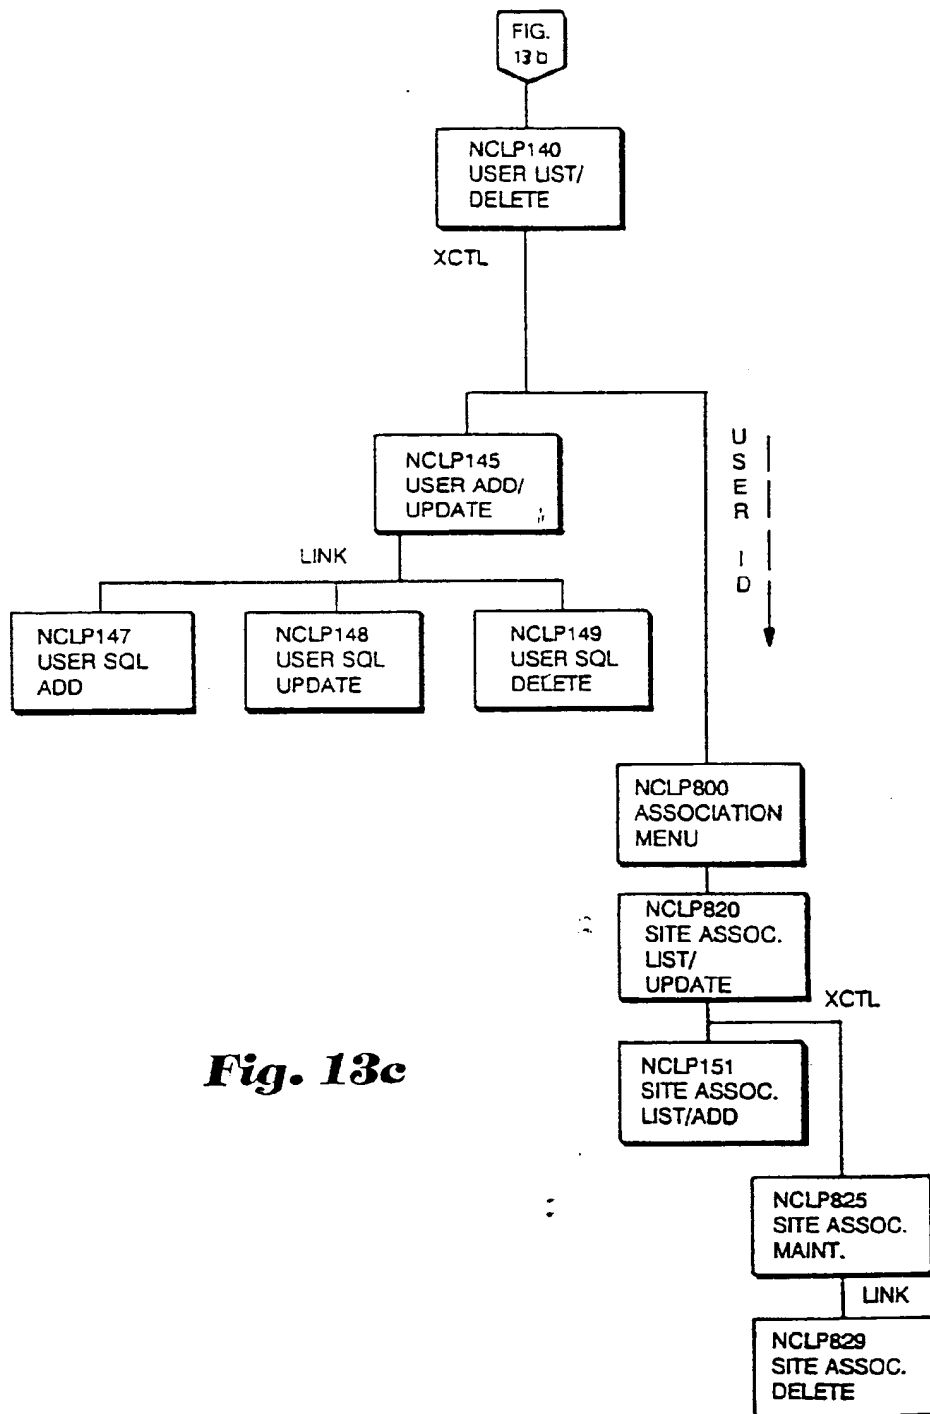 FIG.
13b
NCLP140
USER LIST/
DELETE
XCTL
NCLP145
USER ADD/
UPDATE
USER ID
LINK
NCLP147
USER SQL
ADD
NCLP148
USER SQL
UPDATE
NCLP149
USER SQL
DELETE
NCLP800
ASSOCIATION
MENU
NCLP820
SITE ASSOC.
LIST/
UPDATE
XCTL
NCLP151
SITE ASSOC.
LIST/ADD
Fig. 13c
NCLP825
SITE ASSOC.
MAINT.
LINK
NCLP829
SITE ASSOC.
DELETE